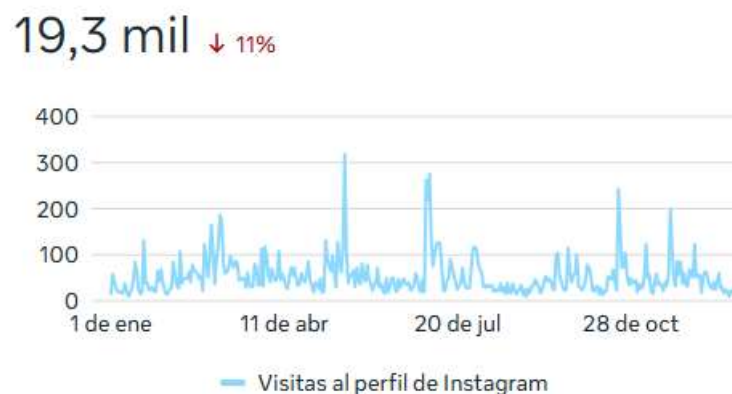 19,3 mil ↓ 11%
400
300
200
100
0
1 de ene 11 de abr 20 de jul 28 de oct
Visitas al perfil de Instagram